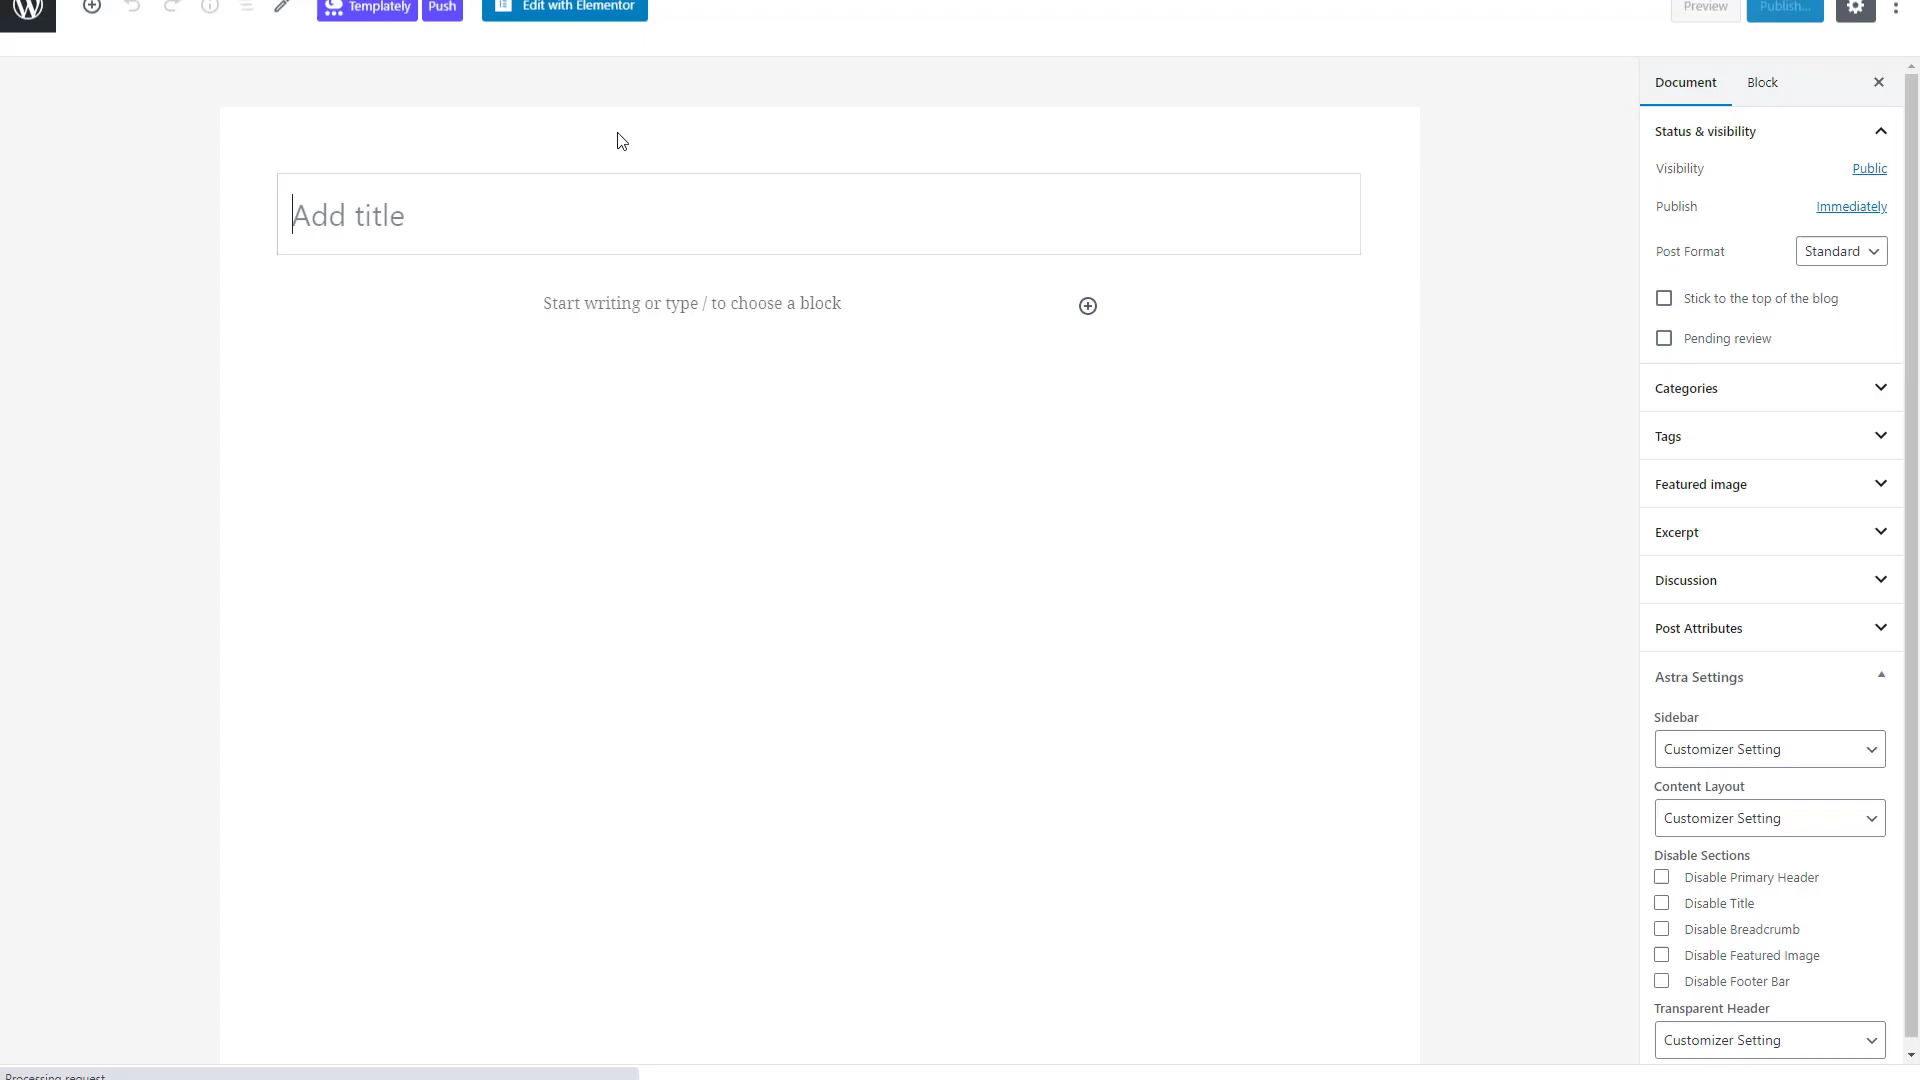 Templately Push Edit with Elementor Preview Publish...
Document Block
Status & visibility
Visibility Public
Publish Immediately
Post Format Standard
Stick to the top of the blog
Pending review
Categories
Tags
Featured image
Excerpt
Discussion
Post Attributes
Astra Settings
Sidebar
Customizer Setting
Content Layout
Customizer Setting
Disable Sections
Disable Primary Header
Disable Title
Disable Breadcrumb
Disable Featured Image
Disable Footer Bar
Transparent Header
Customizer Setting
Add title
Start writing or type / to choose a block
Processing request